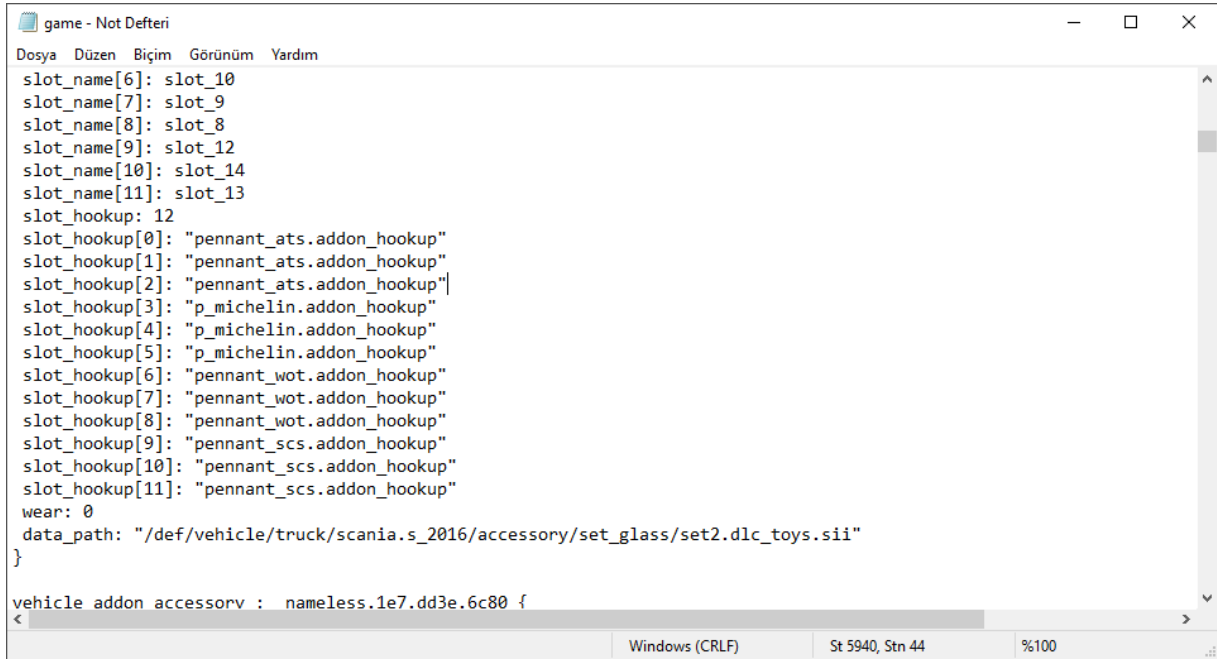 game - Not Defteri
Dosya Düzen Biçim Görünüm Yardım
slot_name[6]: slot_10
slot_name[7]: slot_9
slot_name[8]: slot_8
slot_name[9]: slot_12
slot_name[10]: slot_14
slot_name[11]: slot_13
slot_hookup: 12
slot_hookup[0]: "pennant_ats.addon_hookup"
slot_hookup[1]: "pennant_ats.addon_hookup"
slot_hookup[2]: "pennant_ats.addon_hookup"
slot_hookup[3]: "p_michelin.addon_hookup"
slot_hookup[4]: "p_michelin.addon_hookup"
slot_hookup[5]: "p_michelin.addon_hookup"
slot_hookup[6]: "pennant_wot.addon_hookup"
slot_hookup[7]: "pennant_wot.addon_hookup"
slot_hookup[8]: "pennant_wot.addon_hookup"
slot_hookup[9]: "pennant_scs.addon_hookup"
slot_hookup[10]: "pennant_scs.addon_hookup"
slot_hookup[11]: "pennant_scs.addon_hookup"
wear: 0
data_path: "/def/vehicle/truck/scania.s_2016/accessory/set_glass/set2.dlc_toys.sii"
}
vehicle_addon_accessory : _nameless.1e7.dd3e.6c80 {
Windows (CRLF) St 5940, Stn 44 %100